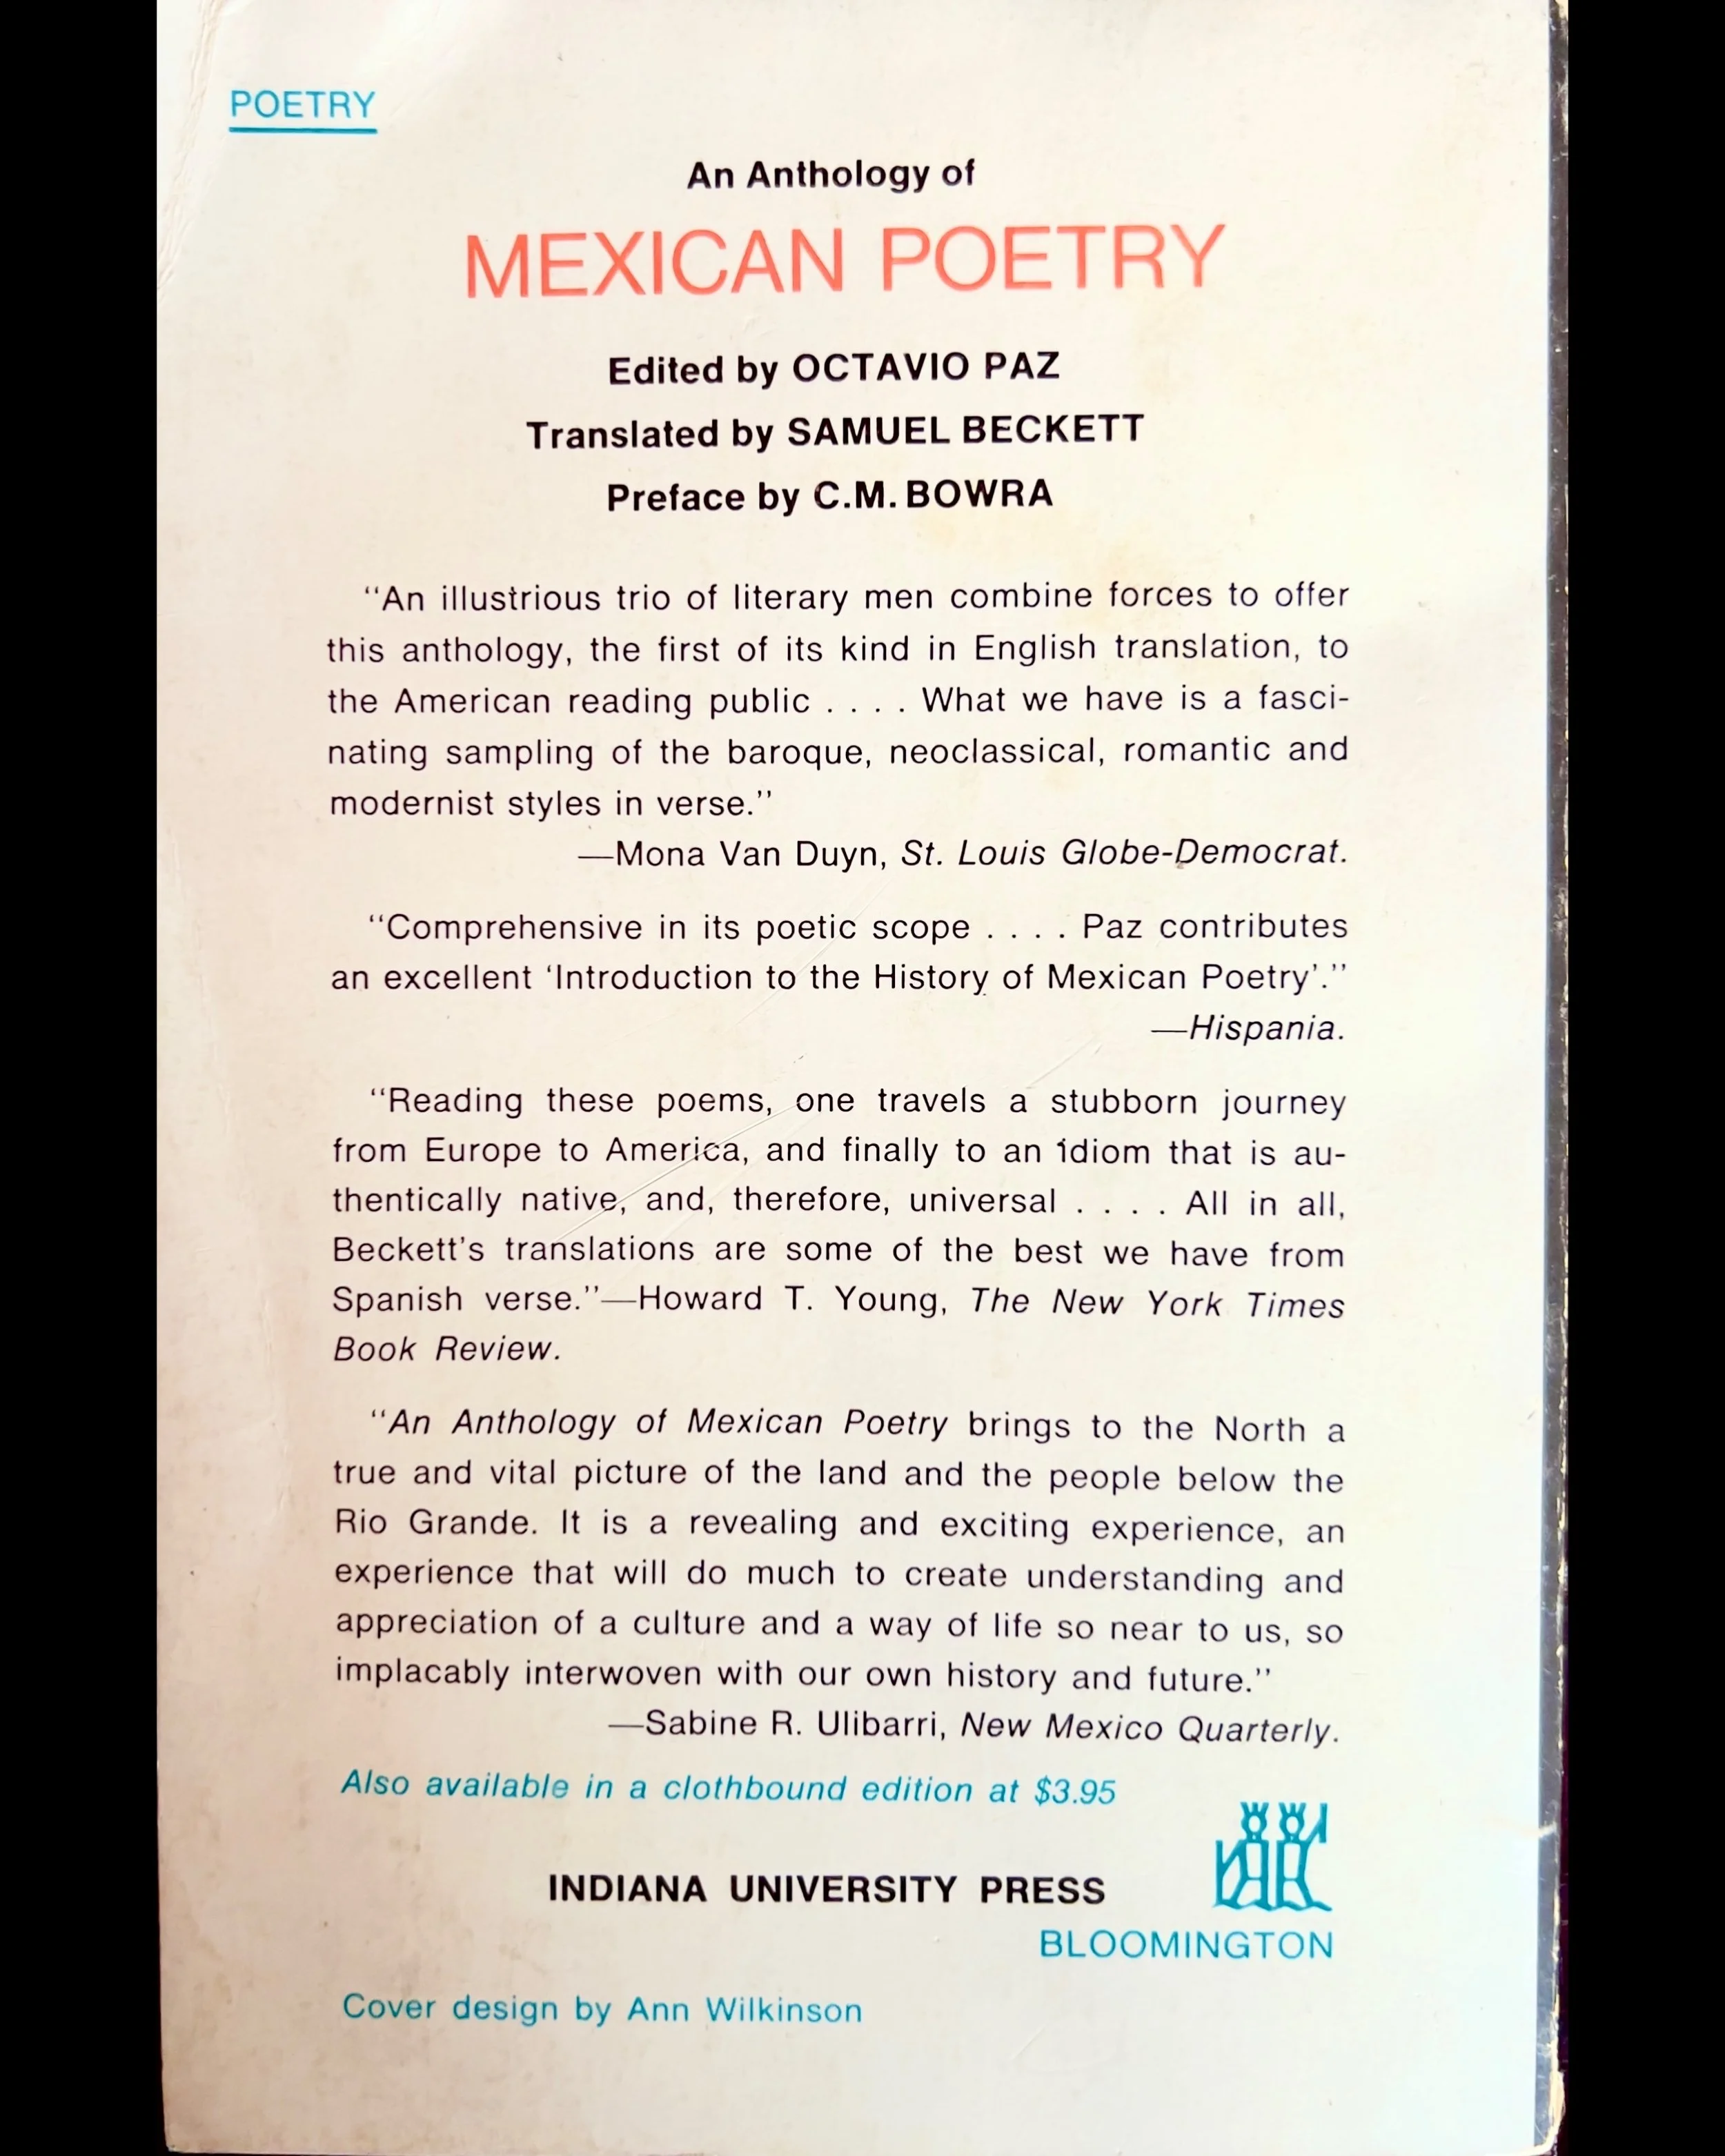 POETRY
An Anthology of
MEXICAN POETRY
Edited by OCTAVIO PAZ
Translated by SAMUEL BECKETT
Preface by C.M. BOWRA
“An illustrious trio of literary men combine forces to offer
this anthology, the first of its kind in English translation, to
the American reading public . . . . What we have is a fasci-
nating sampling of the baroque, neoclassical, romantic and
modernist styles in verse.”
—Mona Van Duyn, St. Louis Globe-Democrat.
“Comprehensive in its poetic scope . . . . Paz contributes
an excellent ‘Introduction to the History of Mexican Poetry’.”
—Hispania.
“Reading these poems, one travels a stubborn journey
from Europe to America, and finally to an idiom that is au-
thentically native, and, therefore, universal . . . . All in all,
Beckett’s translations are some of the best we have from
Spanish verse.”—Howard T. Young, The New York Times
Book Review.
“An Anthology of Mexican Poetry brings to the North a
true and vital picture of the land and the people below the
Rio Grande. It is a revealing and exciting experience, an
experience that will do much to create understanding and
appreciation of a culture and a way of life so near to us, so
implacably interwoven with our own history and future.”
—Sabine R. Ulibarri, New Mexico Quarterly.
Also available in a clothbound edition at $3.95
INDIANA UNIVERSITY PRESS
BLOOMINGTON
Cover design by Ann Wilkinson